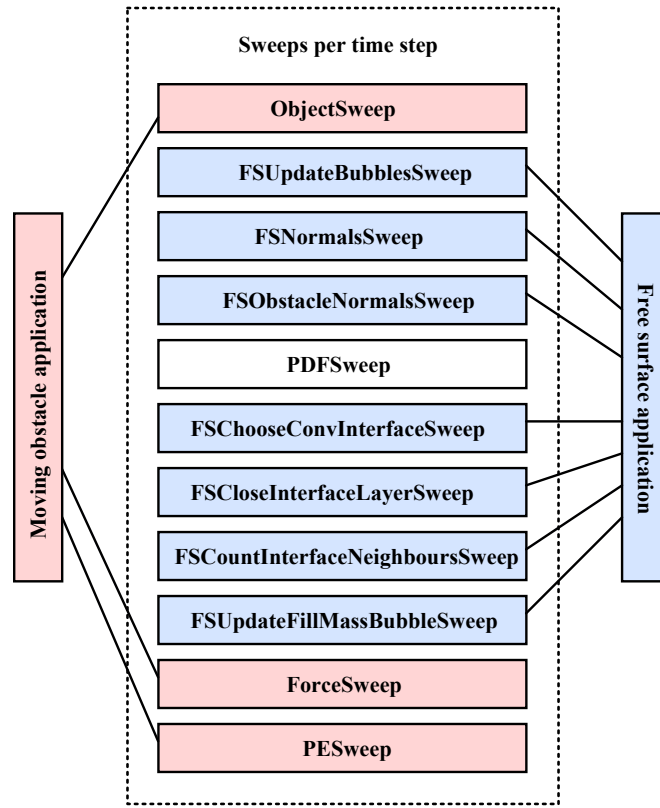 Sweeps per time step
ObjectSweep
FSUpdateBubblesSweep
FSNormalsSweep
FSObstacleNormalsSweep
PDFSweep
FSChooseConvInterfaceSweep
FSCloseInterfaceLayerSweep
FSCountInterfaceNeighboursSweep
FSUpdateFillMassBubbleSweep
ForceSweep
PESweep
Moving obstacle application
Free surface application